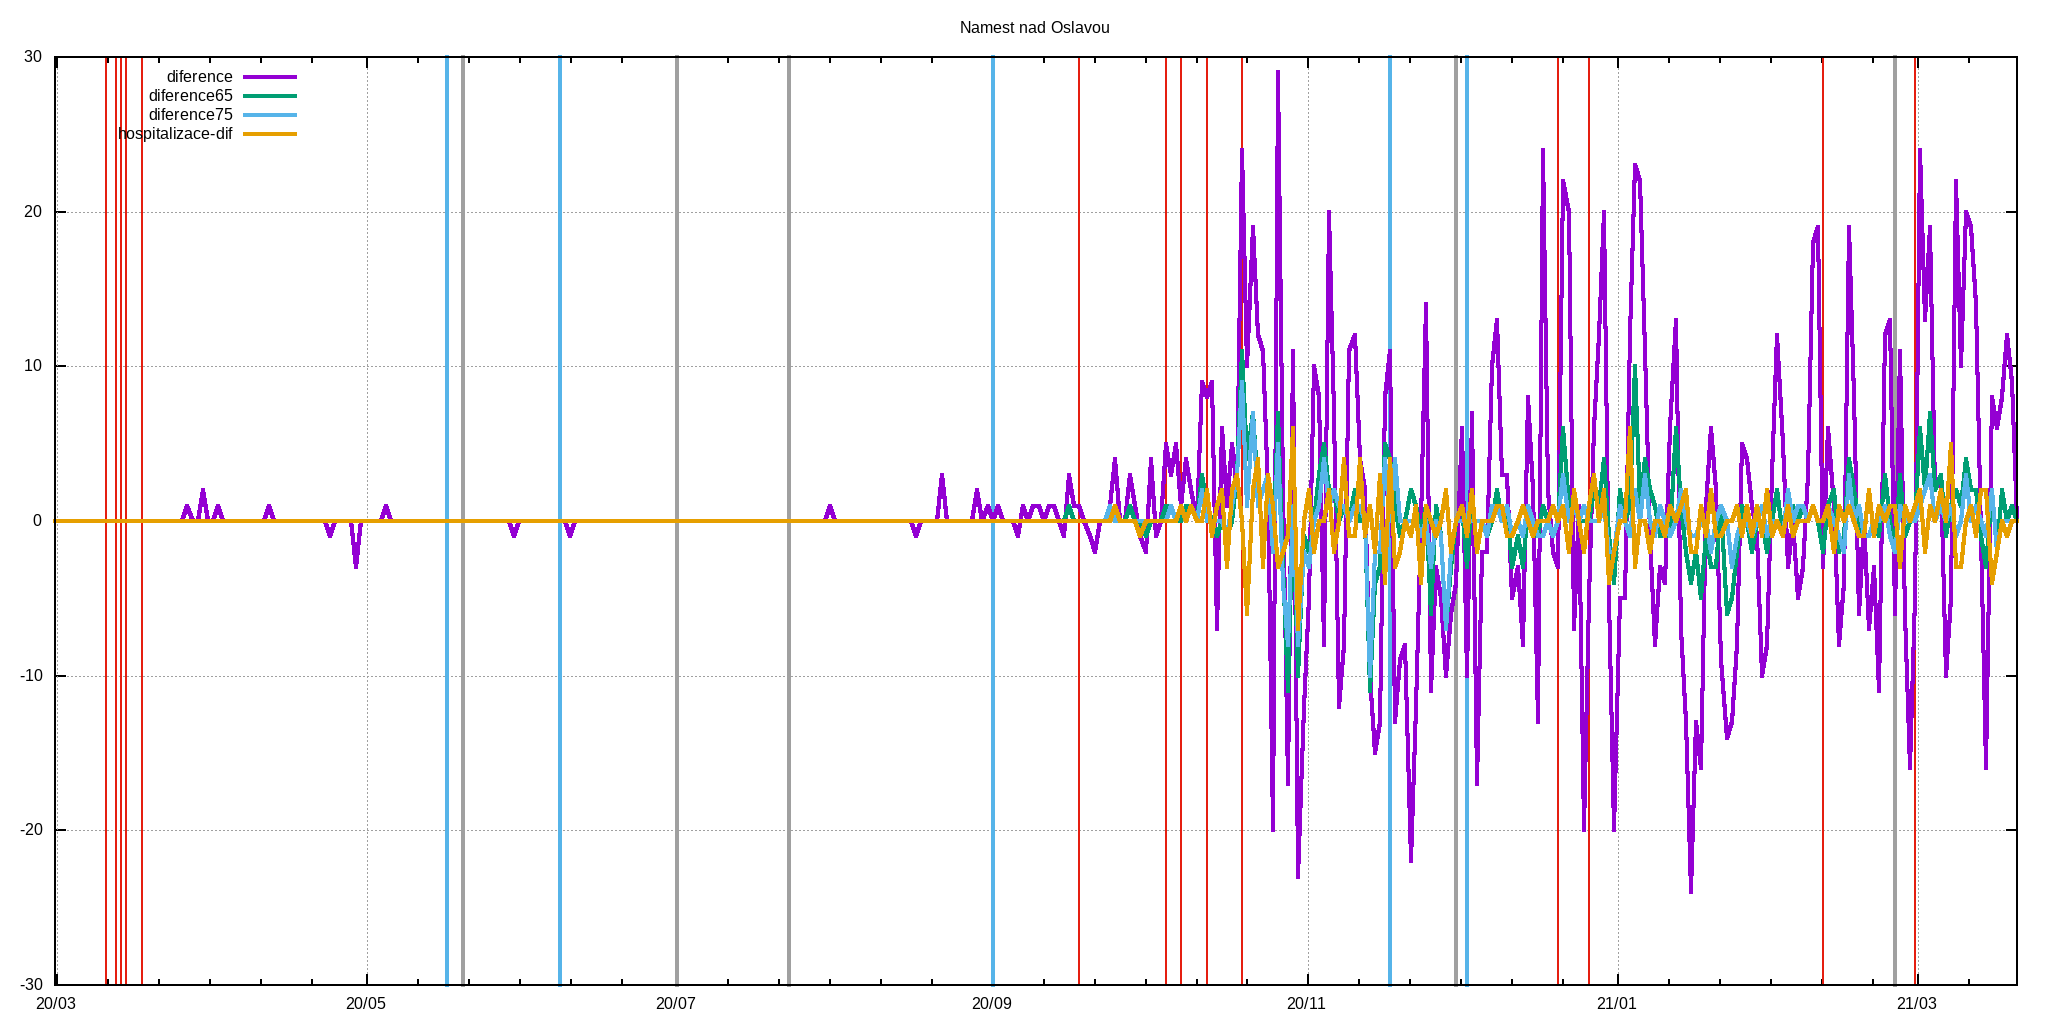 Namest nad Oslavou
30
diference
diference65
diference75
hospitalizace-dif
20
10
0
-10
-20
-30
20/03 20/05 20/07 20/09 20/11 21/01 21/03